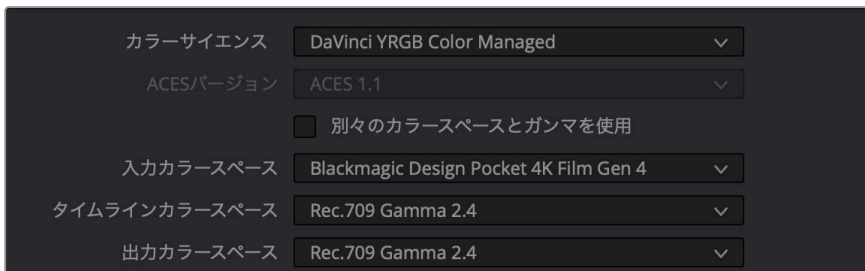 カラーサイエンス DaVinci YRGB Color Managed
ACESバージョン ACES 1.1
別々のカラースペースとガンマを使用
入力カラースペース Blackmagic Design Pocket 4K Film Gen 4
タイムラインカラースペース Rec.709 Gamma 2.4
出力カラースペース Rec.709 Gamma 2.4